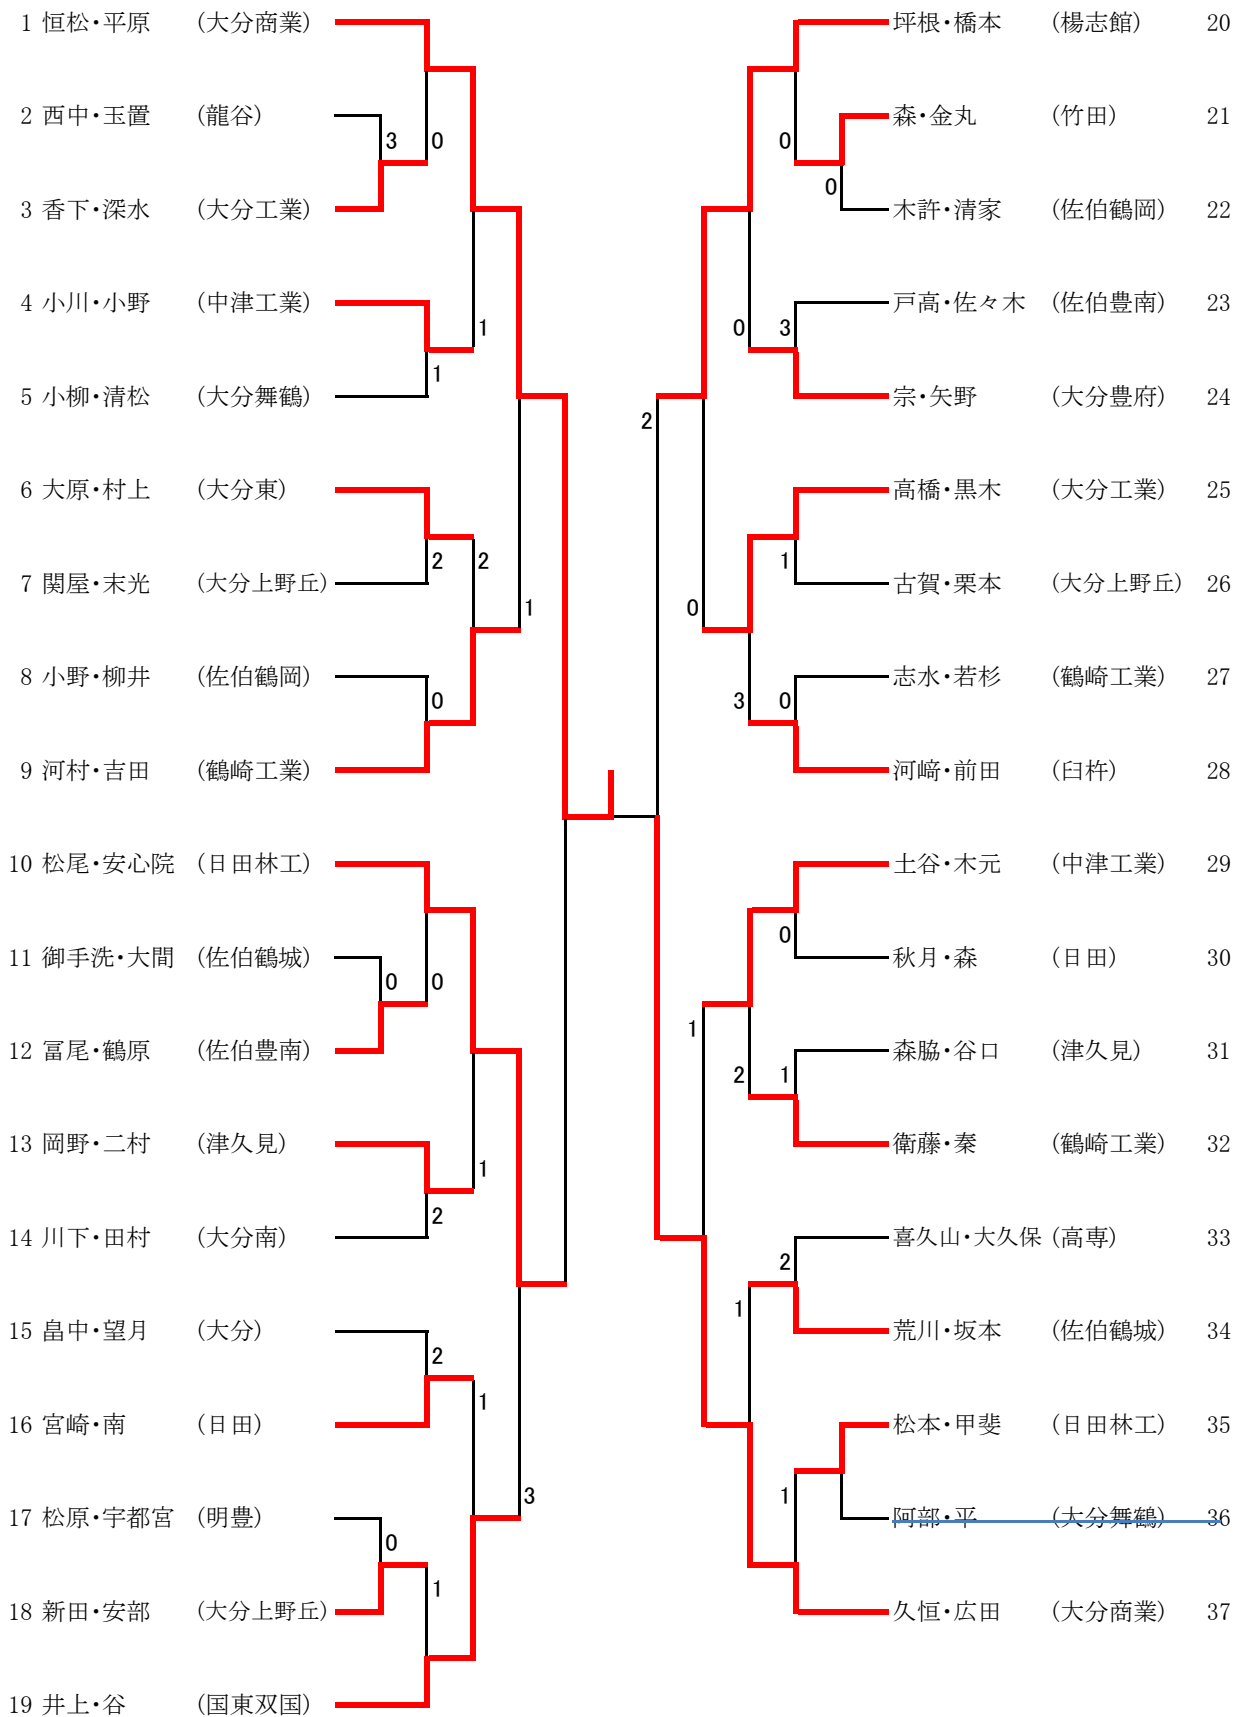 1 恒松・平原 (大分商業)
2 西中・玉置 (龍谷)
3 0
3 香下・深水 (大分工業)
4 小川・小野 (中津工業)
1
1
5 小柳・清松 (大分舞鶴)
6 大原・村上 (大分東)
2 2
7 関屋・末光 (大分上野丘)
1
8 小野・柳井 (佐伯鶴岡)
0
9 河村・吉田 (鶴崎工業)
10 松尾・安心院 (日田林工)
11 御手洗・大間 (佐伯鶴城)
0 0
12 冨尾・鶴原 (佐伯豊南)
13 岡野・二村 (津久見)
1
2
14 川下・田村 (大分南)
15 畠中・望月 (大分)
2
1
16 宮崎・南 (日田)
3
17 松原・宇都宮 (明豊)
0
1
18 新田・安部 (大分上野丘)
19 井上・谷 (国東双国)
坪根・橋本 (楊志館) 20
森・金丸 (竹田) 21
0
0
木許・清家 (佐伯鶴岡) 22
戸高・佐々木 (佐伯豊南) 23
0 3
宗・矢野 (大分豊府) 24
2
高橋・黒木 (大分工業) 25
1
古賀・栗本 (大分上野丘) 26
0
志水・若杉 (鶴崎工業) 27
3 0
河﨑・前田 (臼杵) 28
土谷・木元 (中津工業) 29
0
秋月・森 (日田) 30
1
森脇・谷口 (津久見) 31
2 1
衛藤・秦 (鶴崎工業) 32
喜久山・大久保 (高専) 33
2
1
荒川・坂本 (佐伯鶴城) 34
松本・甲斐 (日田林工) 35
1
阿部・平 (大分舞鶴) 36
久恒・広田 (大分商業) 37